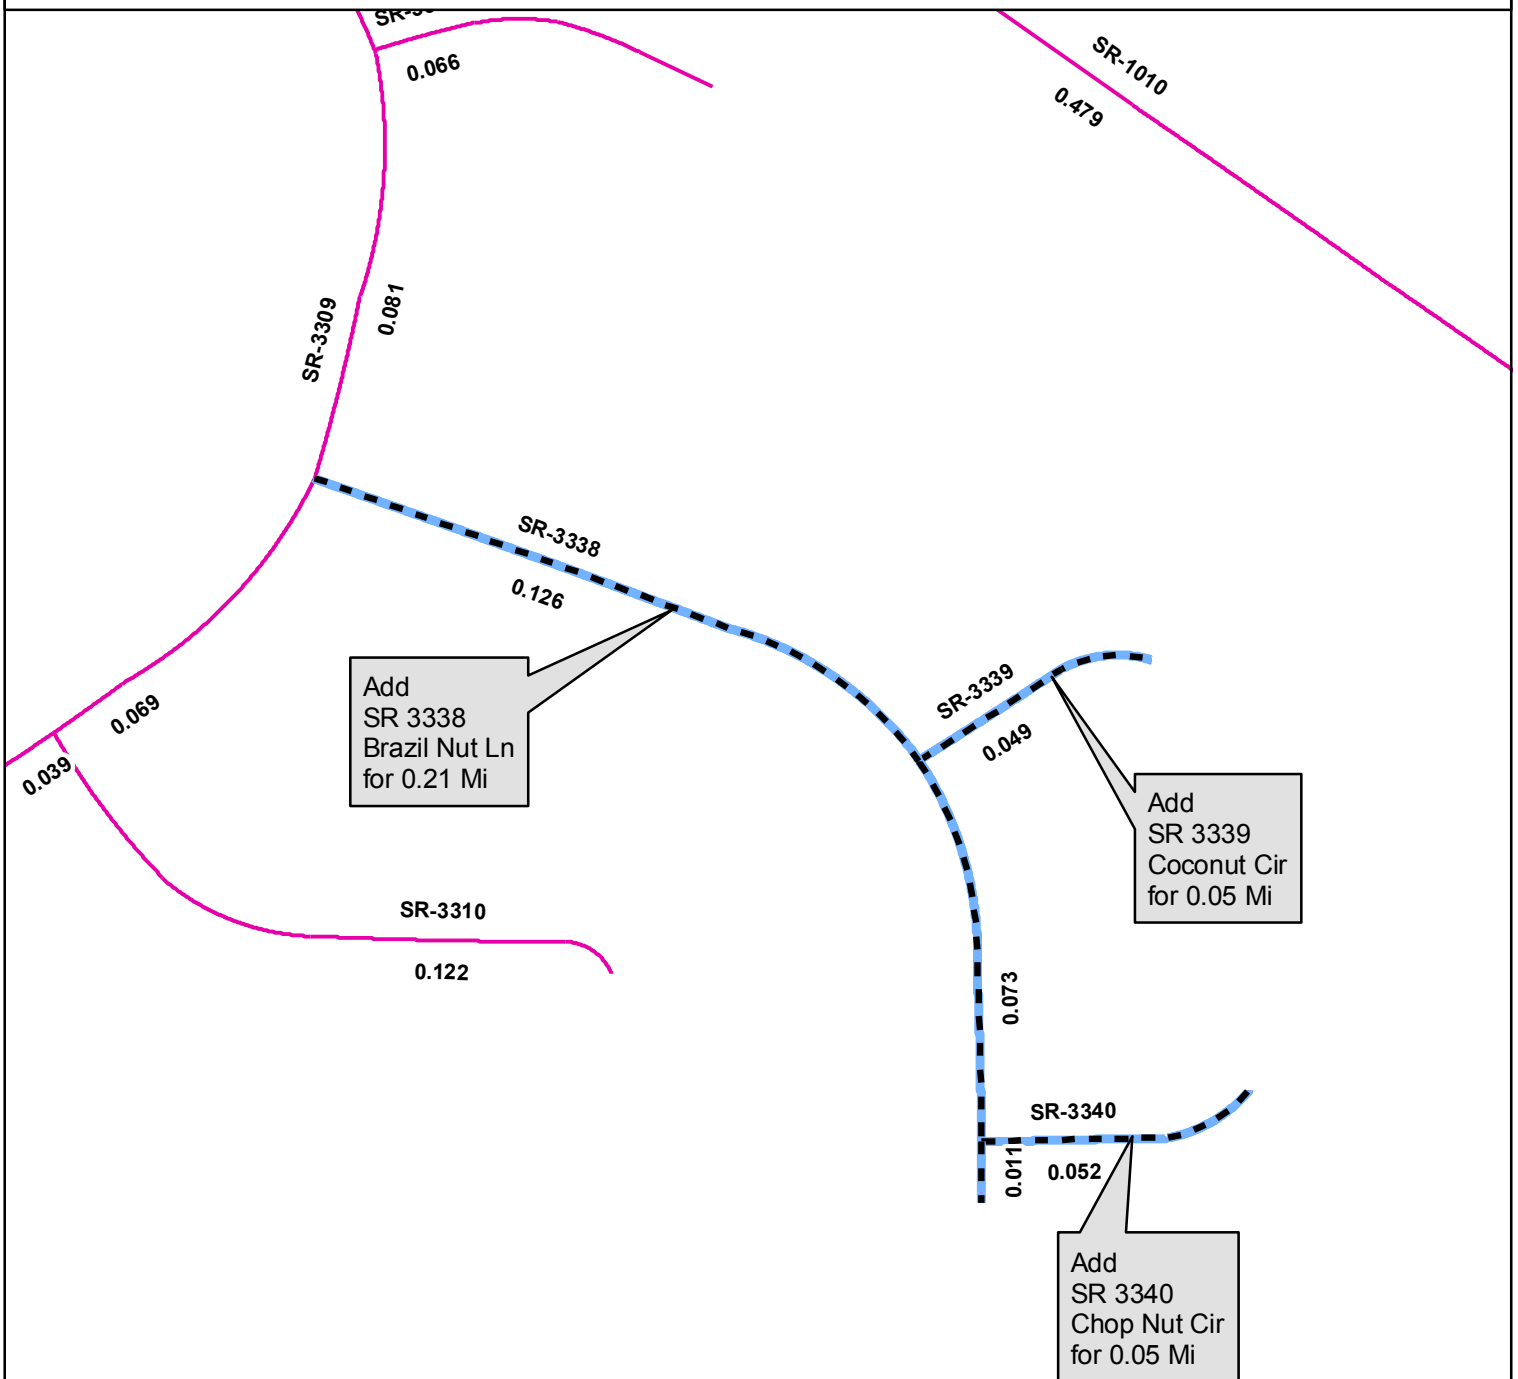 0.066
SR-1010
0.479
SR-3309
0.081
SR-3338
0.126
Add
SR 3338
Brazil Nut Ln
for 0.21 Mi
SR-3339
0.049
0.069
0.039
Add
SR 3339
Coconut Cir
for 0.05 Mi
SR-3310
0.122
0.073
SR-3340
0.011
0.052
Add
SR 3340
Chop Nut Cir
for 0.05 Mi